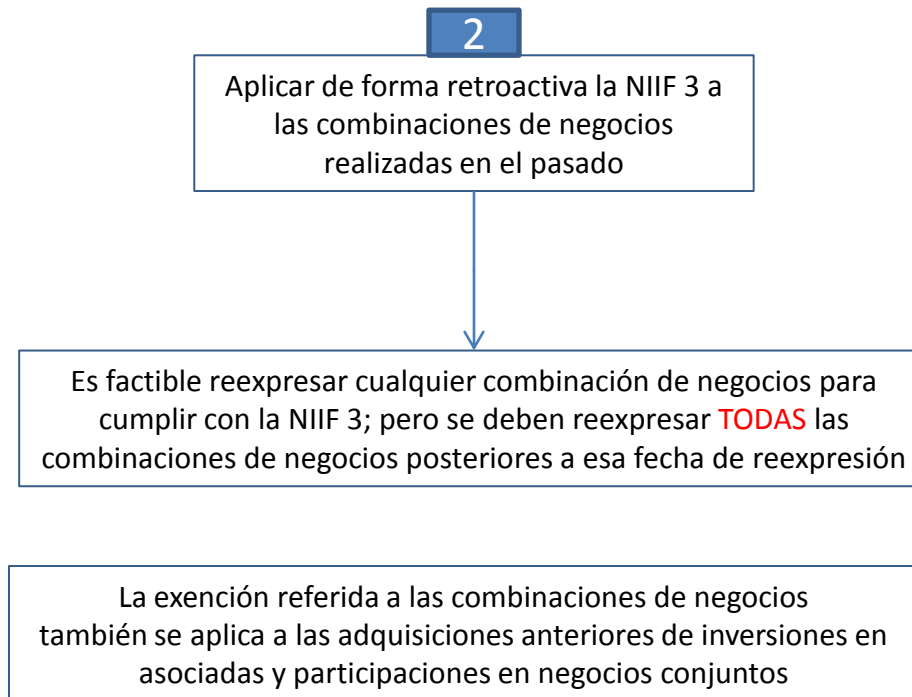 2
Aplicar de forma retroactiva la NIIF 3 a
las combinaciones de negocios
realizadas en el pasado
Es factible reexpresar cualquier combinación de negocios para
cumplir con la NIIF 3; pero se deben reexpresar TODAS las
combinaciones de negocios posteriores a esa fecha de reexpresión
La exención referida a las combinaciones de negocios
también se aplica a las adquisiciones anteriores de inversiones en
asociadas y participaciones en negocios conjuntos